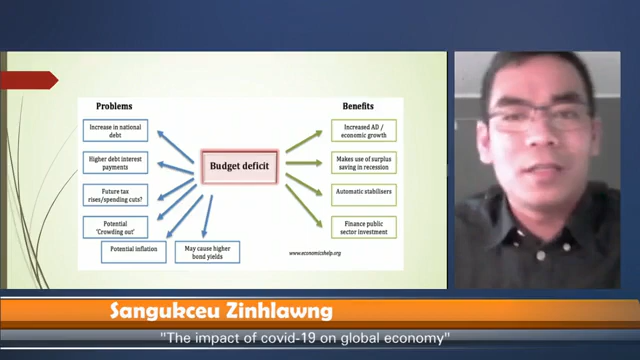 Problems
Increase in national
debt
Higher debt interest
payments
Future tax
rises/spending cuts?
Potential
'Crowding out'
Potential inflation
May cause higher
bond yields
Budget deficit
Benefits
Increased AD /
economic growth
Makes use of surplus
saving in recession
Automatic stabilisers
Finance public
sector investment
www.economicshelp.org
Sangukceu Zinhlawng
"The impact of covid-19 on global economy"